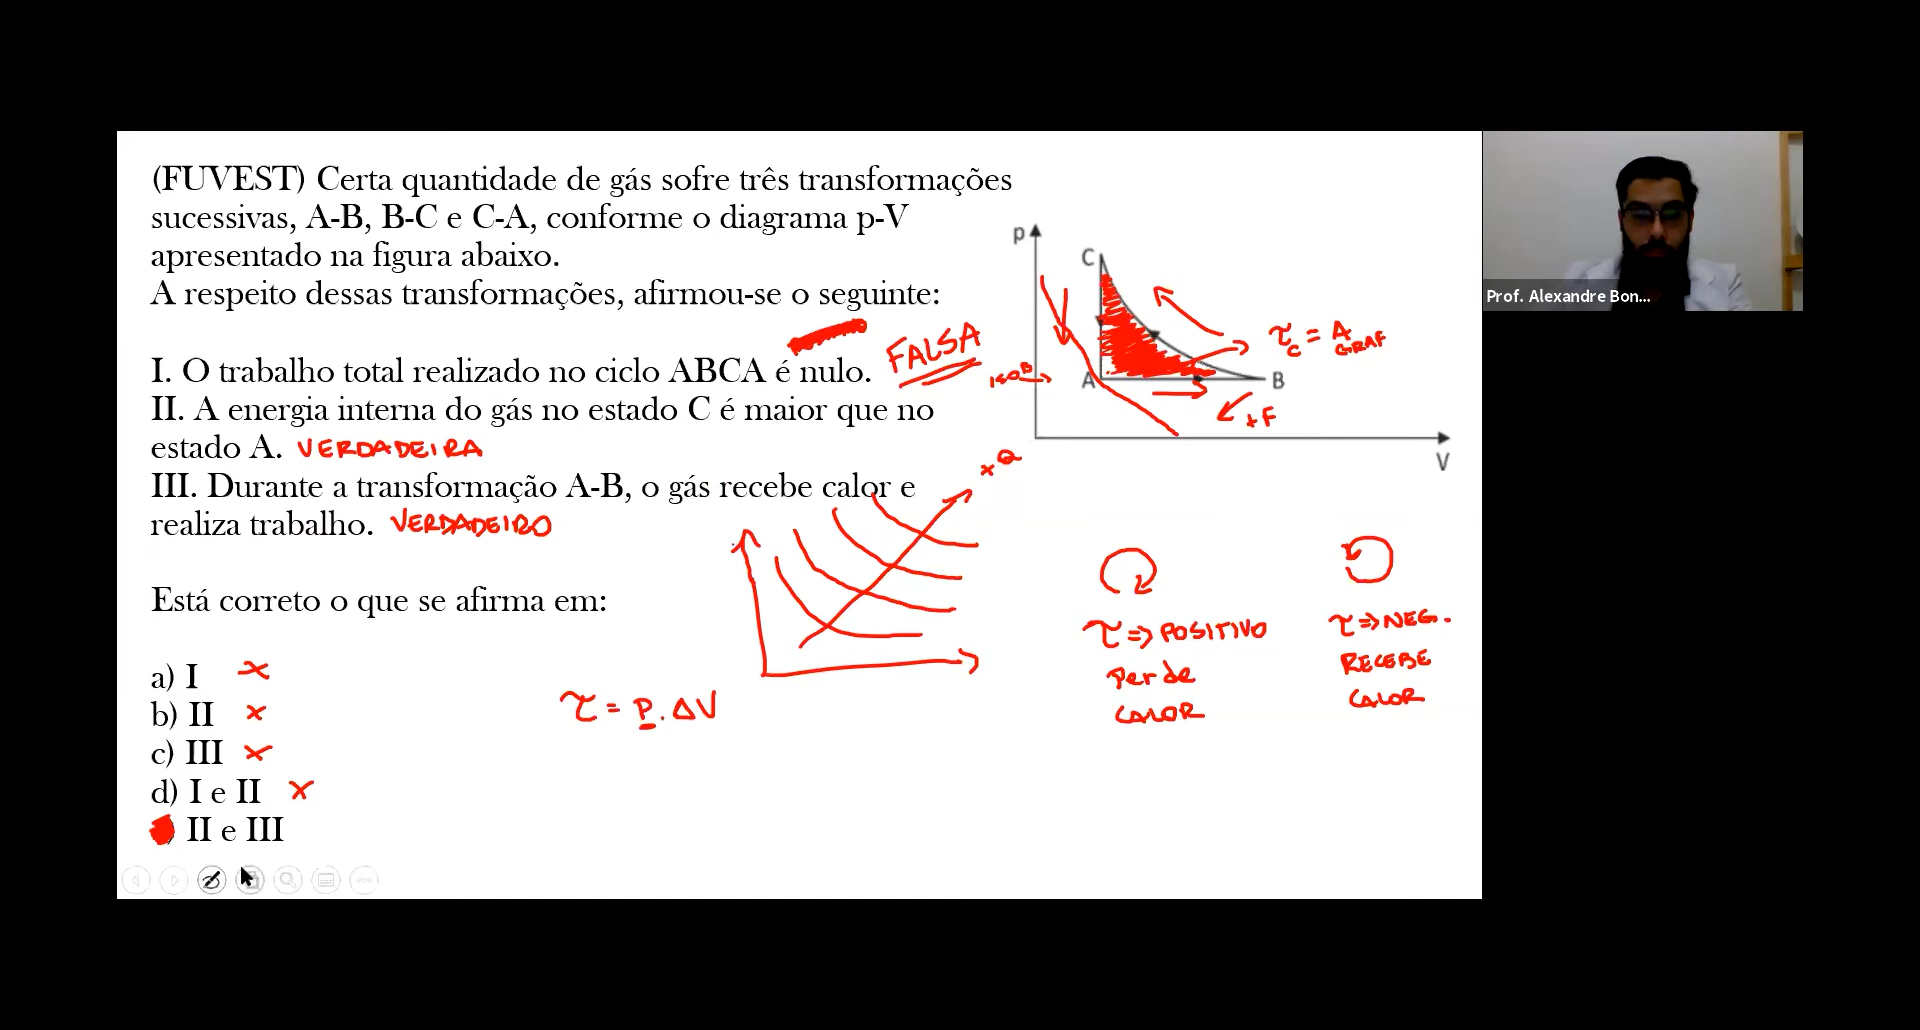 (FUVEST) Certa quantidade de gás sofre três transformações
sucessivas, A-B, B-C e C-A, conforme o diagrama p-V
apresentado na figura abaixo.
A respeito dessas transformações, afirmou-se o seguinte:
I. O trabalho total realizado no ciclo ABCA é nulo. FALSA
II. A energia interna do gás no estado C é maior que no
estado A. VERDADEIRA
III. Durante a transformação A-B, o gás recebe calor e
realiza trabalho. VERDADEIRO
Está correto o que se afirma em:
a) I x
b) II x
c) III x
d) I e II x
) II e III
τ = P. ΔV
p
C
A
B
V
ISOB
τc = A GRAF
+F
+Q
τ => POSITIVO
Perde
CALOR
τ => NEG.
RECEBE
CALOR
Prof. Alexandre Bon...